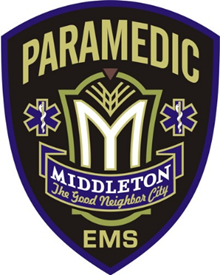 PARAMEDIC
M
MIDDLETON
The Good Neighbor City
EMS